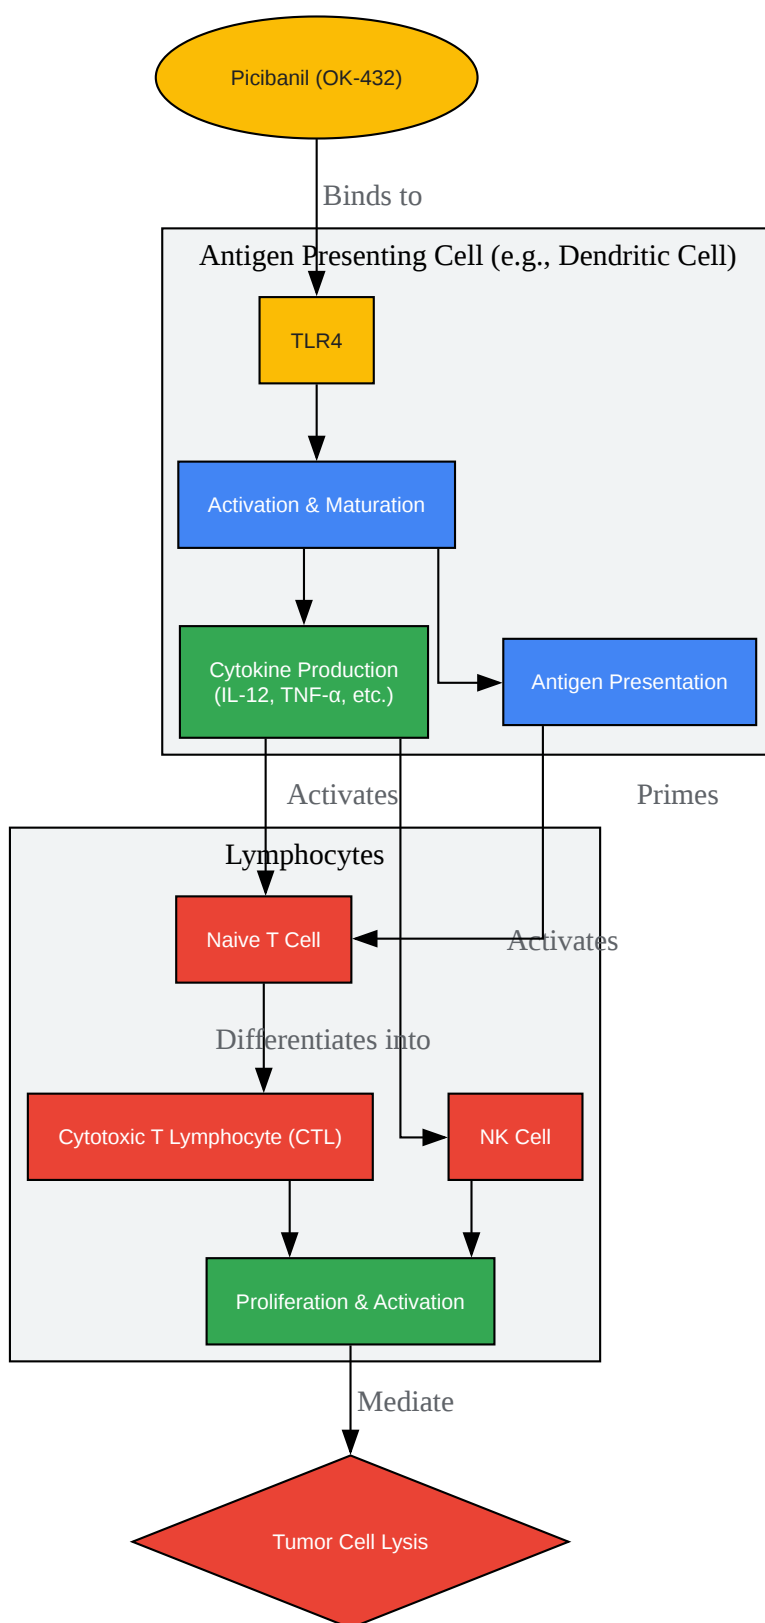 Picibanil (OK-432)
Binds to
Antigen Presenting Cell (e.g., Dendritic Cell)
TLR4
Activation & Maturation
Cytokine Production
(IL-12, TNF-α, etc.)
Antigen Presentation
Activates
Primes
Lymphocytes
Naive T Cell
Activates
Differentiates into
Cytotoxic T Lymphocyte (CTL)
NK Cell
Proliferation & Activation
Mediate
Tumor Cell Lysis